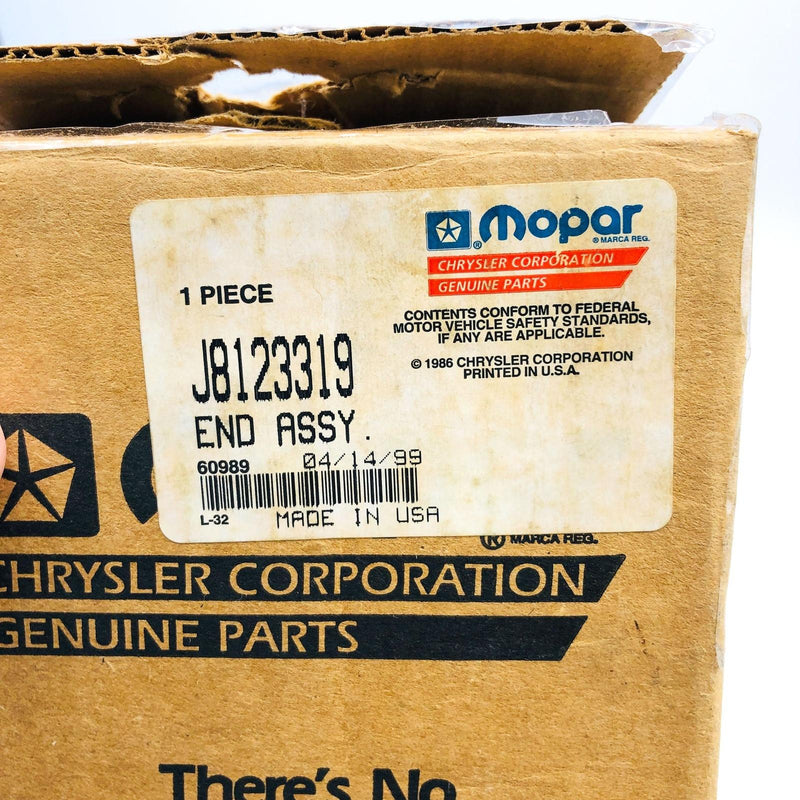 mopar
® ® MARCA REG.
CHRYSLER CORPORATION
GENUINE PARTS
1 PIECE
CONTENTS CONFORM TO FEDERAL
MOTOR VEHICLE SAFETY STANDARDS,
IF ANY ARE APPLICABLE.
© 1986 CHRYSLER CORPORATION
PRINTED IN U.S.A.
J8123319
END ASSY.
60989 04/14/99
L-32 MADE IN USA
® MARCA REG.
CHRYSLER CORPORATION
GENUINE PARTS
There's No